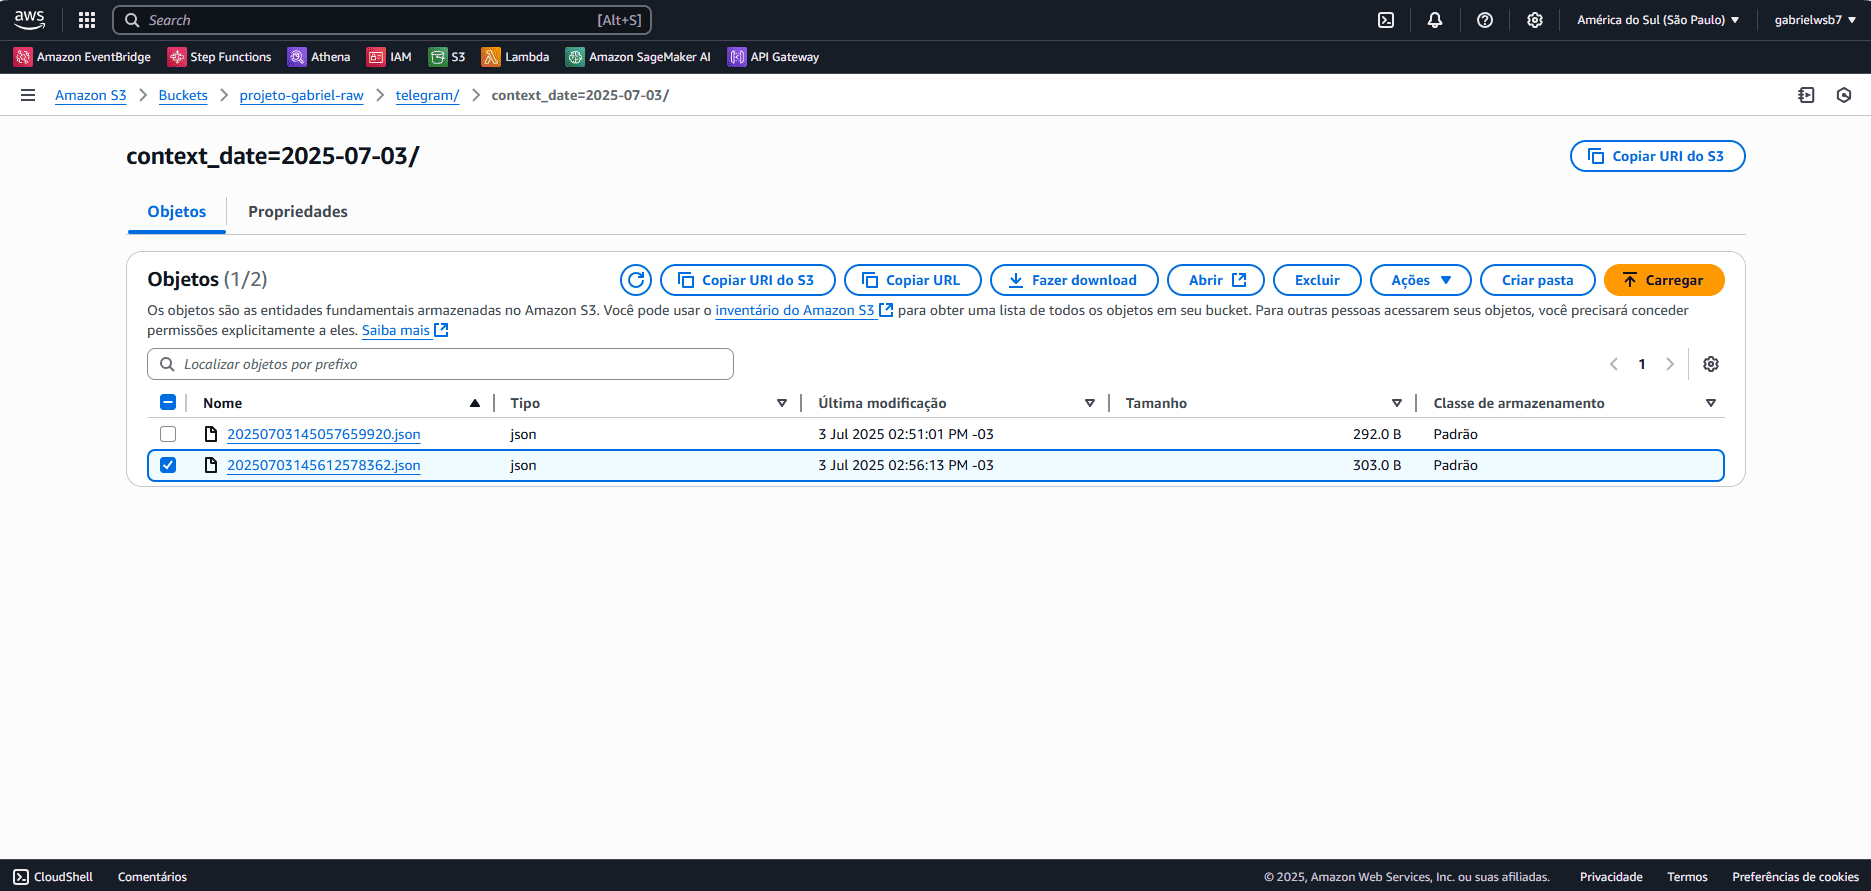 aws Search [Alt+S] América do Sul (São Paulo) gabrielwsb7
Amazon EventBridge Step Functions Athena IAM S3 Lambda Amazon SageMaker AI API Gateway
Amazon S3 Buckets projeto-gabriel-raw telegram/ context_date=2025-07-03/
context_date=2025-07-03/ Copiar URI do S3
Objetos Propriedades
Objetos (1/2) Copiar URI do S3 Copiar URL Fazer download Abrir Excluir Ações Criar pasta Carregar
Os objetos são as entidades fundamentais armazenadas no Amazon S3. Você pode usar o inventário do Amazon S3 para obter uma lista de todos os objetos em seu bucket. Para outras pessoas acessarem seus objetos, você precisará conceder
permissões explicitamente a eles. Saiba mais
Localizar objetos por prefixo 1
Nome Tipo Última modificação Tamanho Classe de armazenamento
20250703145057659920.json json 3 Jul 2025 02:51:01 PM -03 292.0 B Padrão
20250703145612578362.json json 3 Jul 2025 02:56:13 PM -03 303.0 B Padrão
CloudShell Comentários © 2025, Amazon Web Services, Inc. ou suas afiliadas. Privacidade Termos Preferências de cookies